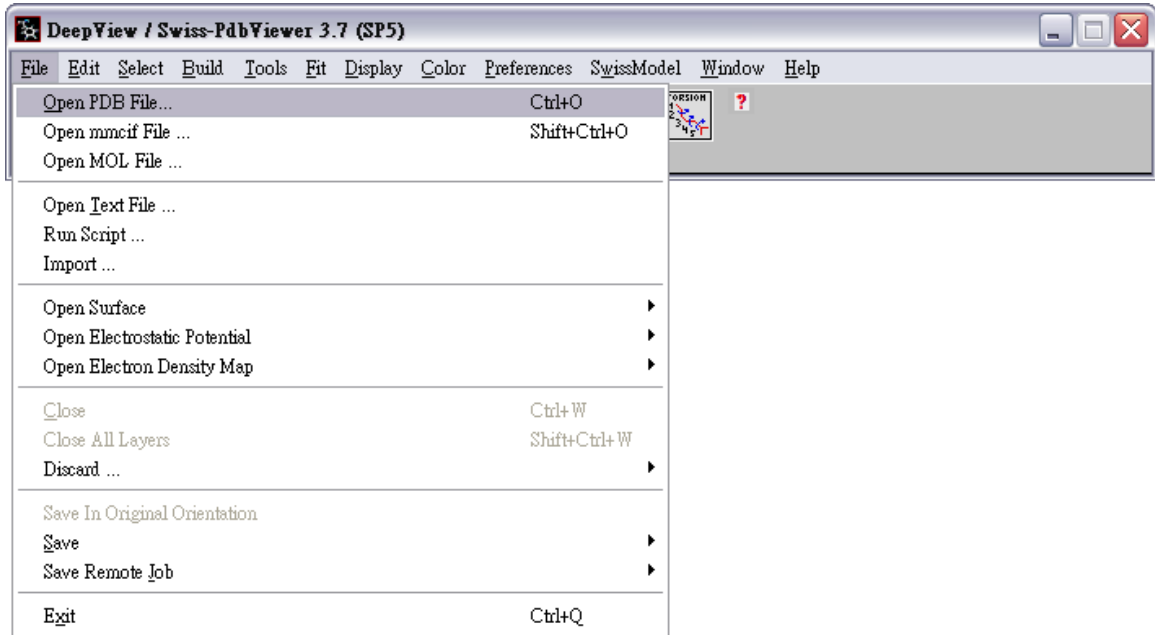 DeepView / Swiss-PdbViewer 3.7 (SP5)
File Edit Select Build Tools Fit Display Color Preferences SwissModel Window Help
Open PDB File... Ctrl+O
Open mmcif File ... Shift+Ctrl+O
Open MOL File ...
Open Text File ...
Run Script ...
Import ...
Open Surface
Open Electrostatic Potential
Open Electron Density Map
Close Ctrl+W
Close All Layers Shift+Ctrl+W
Discard ...
Save In Original Orientation
Save
Save Remote Job
Exit Ctrl+Q
?